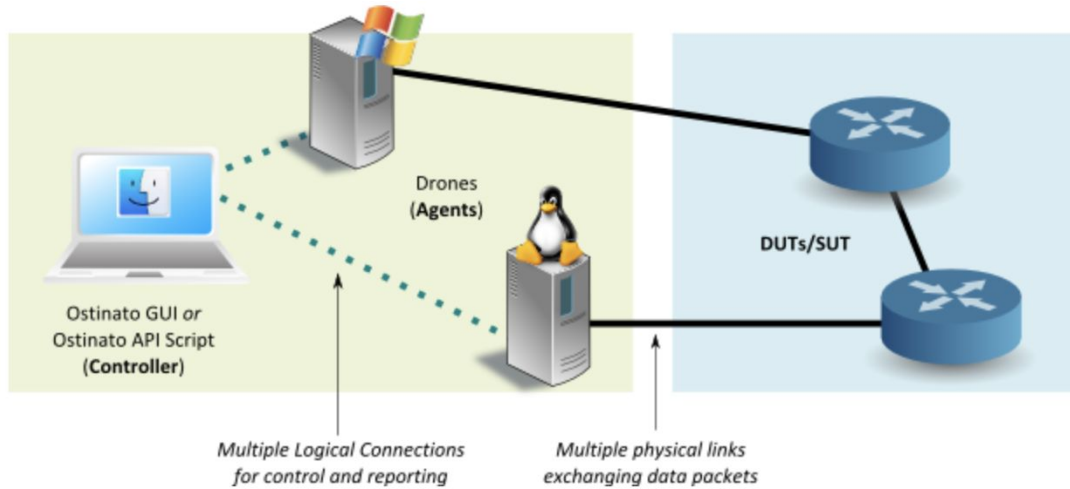 Drones
(Agents)
DUTs/SUT
Ostinato GUI or
Ostinato API Script
(Controller)
Multiple Logical Connections
for control and reporting
Multiple physical links
exchanging data packets